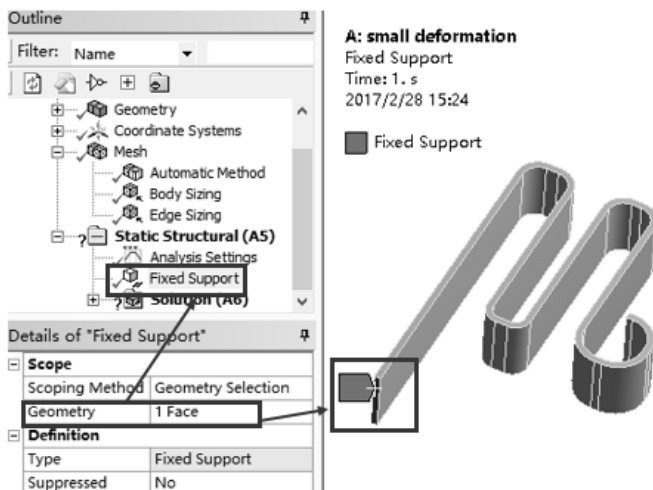 Outline
Filter: Name
Geometry
Coordinate Systems
Mesh
Automatic Method
Body Sizing
Edge Sizing
Static Structural (A5)
Analysis Settings
Fixed Support
Solution (A6)
Details of "Fixed Support"
Scope
Scoping Method Geometry Selection
Geometry 1 Face
Definition
Type Fixed Support
Suppressed No
A: small deformation
Fixed Support
Time: 1. s
2017/2/28 15:24
Fixed Support